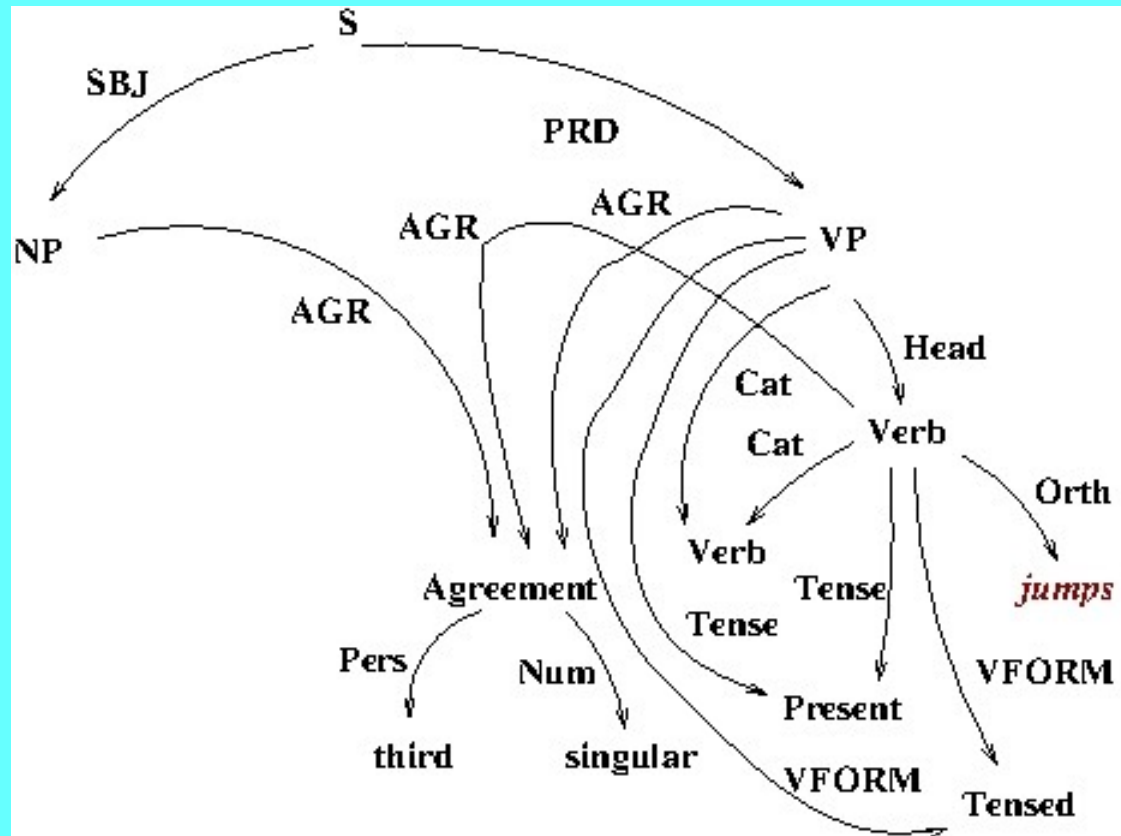 S
SBJ
PRD
AGR
AGR
NP
VP
AGR
Head
Cat
Verb
Cat
Orth
Verb
Agreement
Tense
jumps
Tense
Pers
Num
VFORM
Present
third
singular
VFORM
Tensed